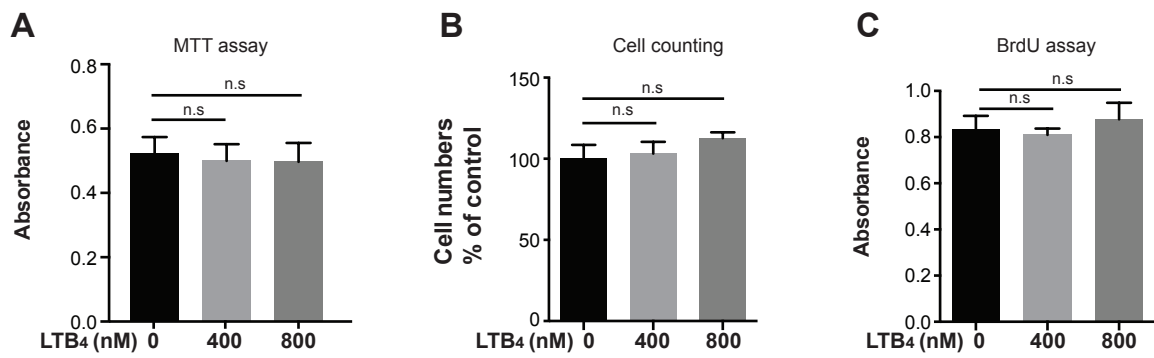 A
MTT assay
Absorbance
0.8
0.6
0.4
0.2
0.0
n.s
n.s
LTB4 (nM) 0 400 800
B
Cell counting
Cell numbers
% of control
150
100
50
0
n.s
n.s
LTB4 (nM) 0 400 800
C
BrdU assay
Absorbance
1.0
0.8
0.6
0.4
0.2
0.0
n.s
n.s
LTB4 (nM) 0 400 800